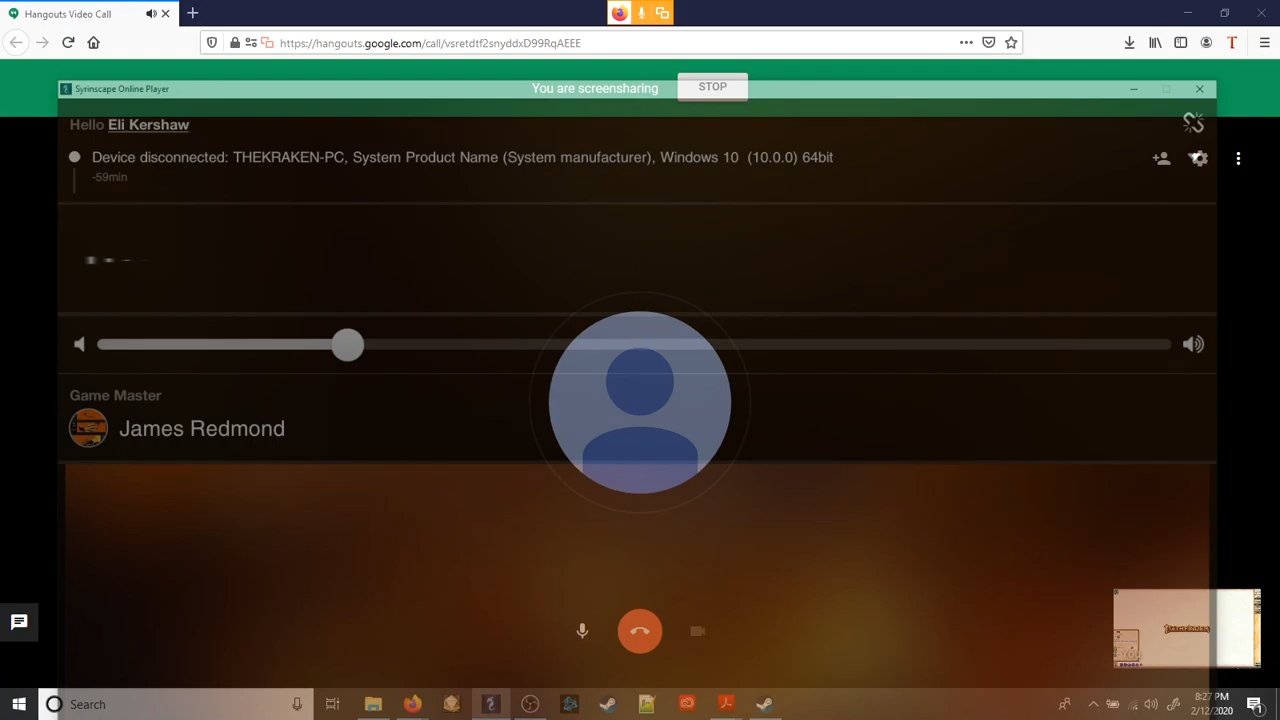 Hangouts Video Call
https://hangouts.google.com/call/vsretdtf2snyddxD99RqAEEE
Syrinscape Online Player
You are screensharing
STOP
Hello Eli Kershaw
Device disconnected: THEKRAKEN-PC, System Product Name (System manufacturer), Windows 10 (10.0.0) 64bit
-59min
Game Master
James Redmond
PATHFINDER
You
Search
8:27 PM
2/12/2020